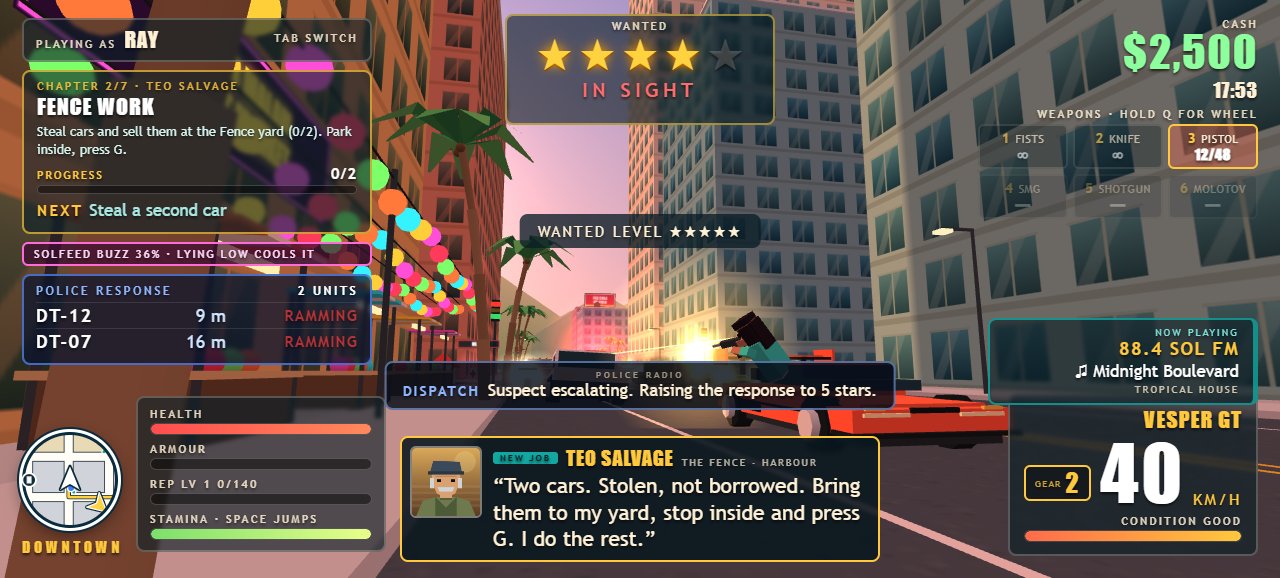 PLAYING AS RAY
TAB SWITCH
CHAPTER 2/7 · TEO SALVAGE
FENCE WORK
Steal cars and sell them at the Fence yard (0/2). Park
inside, press G.
PROGRESS 0/2
NEXT Steal a second car
SOLFEED BUZZ 36% · LYING LOW COOLS IT
POLICE RESPONSE 2 UNITS
DT-12 9 m RAMMING
DT-07 16 m RAMMING
WANTED
IN SIGHT
WANTED LEVEL ★★★★★
CASH
$2,500
17:53
WEAPONS · HOLD Q FOR WHEEL
1 FISTS 2 KNIFE 3 PISTOL
∞ ∞ 12/48
4 SMG 5 SHOTGUN 6 MOLOTOV
— — —
POLICE RADIO
DISPATCH Suspect escalating. Raising the response to 5 stars.
NOW PLAYING
88.4 SOL FM
♫ Midnight Boulevard
TROPICAL HOUSE
HEALTH
ARMOUR
REP LV 1 0/140
STAMINA · SPACE JUMPS
DOWNTOWN
NEW JOB TEO SALVAGE THE FENCE · HARBOUR
“Two cars. Stolen, not borrowed. Bring
them to my yard, stop inside and press
G. I do the rest.”
VESPER GT
GEAR 2 40 KM/H
CONDITION GOOD